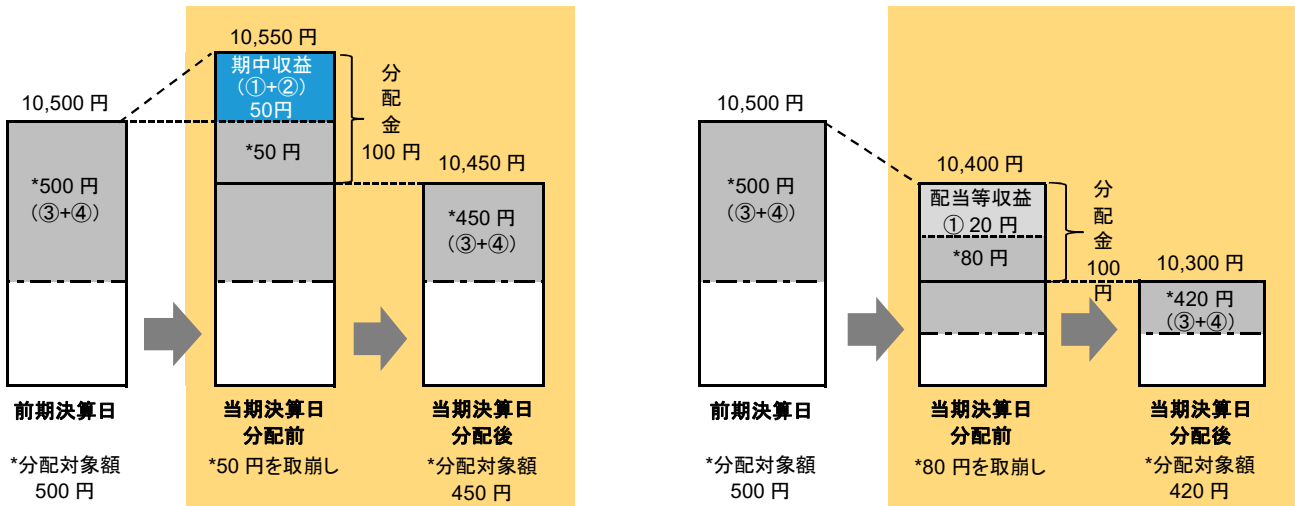 10,500 円
*500 円
(③+④)
前期決算日
*分配対象額
500 円
10,550 円
期中収益
(①+②)
50円
*50 円
分
配
金
100 円
当期決算日
分配前
*50 円を取崩し
10,450 円
*450 円
(③+④)
当期決算日
分配後
*分配対象額
450 円
10,500 円
*500 円
(③+④)
前期決算日
*分配対象額
500 円
10,400 円
配当等収益
① 20 円
*80 円
分
配
金
100
円
当期決算日
分配前
*80 円を取崩し
10,300 円
*420 円
(③+④)
当期決算日
分配後
*分配対象額
420 円